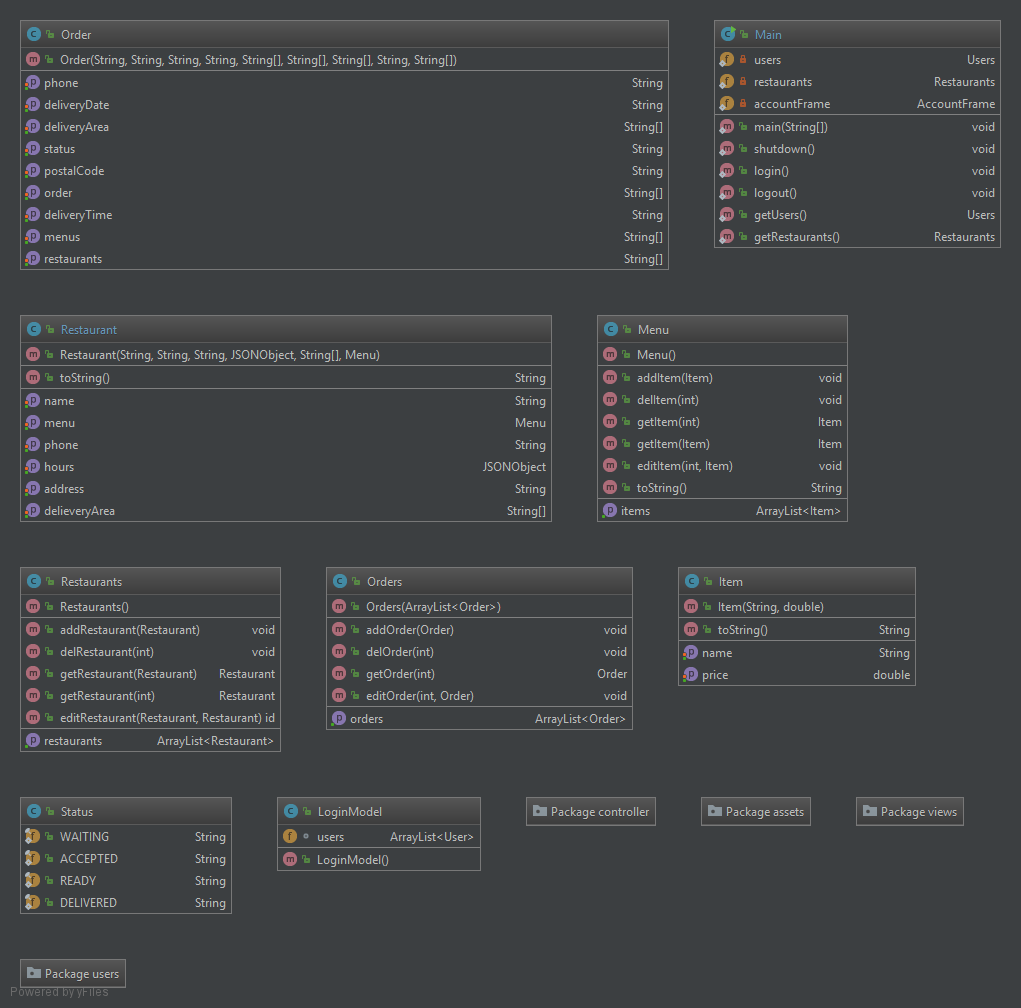 Order
Order(String, String, String, String, String[], String[], String[], String, String[])
phone String
deliveryDate String
deliveryArea String[]
status String
postalCode String
order String[]
deliveryTime String
menus String[]
restaurants String[]
Main
users Users
restaurants Restaurants
accountFrame AccountFrame
main(String[]) void
shutdown() void
login() void
logout() void
getUsers() Users
getRestaurants() Restaurants
Restaurant
Restaurant(String, String, String, JSONObject, String[], Menu)
toString() String
name String
menu Menu
phone String
hours JSONObject
address String
delieveryArea String[]
Menu
Menu()
addItem(Item) void
delItem(int) void
getItem(int) Item
getItem(Item) Item
editItem(int, Item) void
toString() String
items ArrayList<Item>
Restaurants
Restaurants()
addRestaurant(Restaurant) void
delRestaurant(int) void
getRestaurant(Restaurant) Restaurant
getRestaurant(int) Restaurant
editRestaurant(Restaurant, Restaurant) id
restaurants ArrayList<Restaurant>
Orders
Orders(ArrayList<Order>)
addOrder(Order) void
delOrder(int) void
getOrder(int) Order
editOrder(int, Order) void
orders ArrayList<Order>
Item
Item(String, double)
toString() String
name String
price double
Status
WAITING String
ACCEPTED String
READY String
DELIVERED String
LoginModel
users ArrayList<User>
LoginModel()
Package controller
Package assets
Package views
Package users
Powered by yFiles